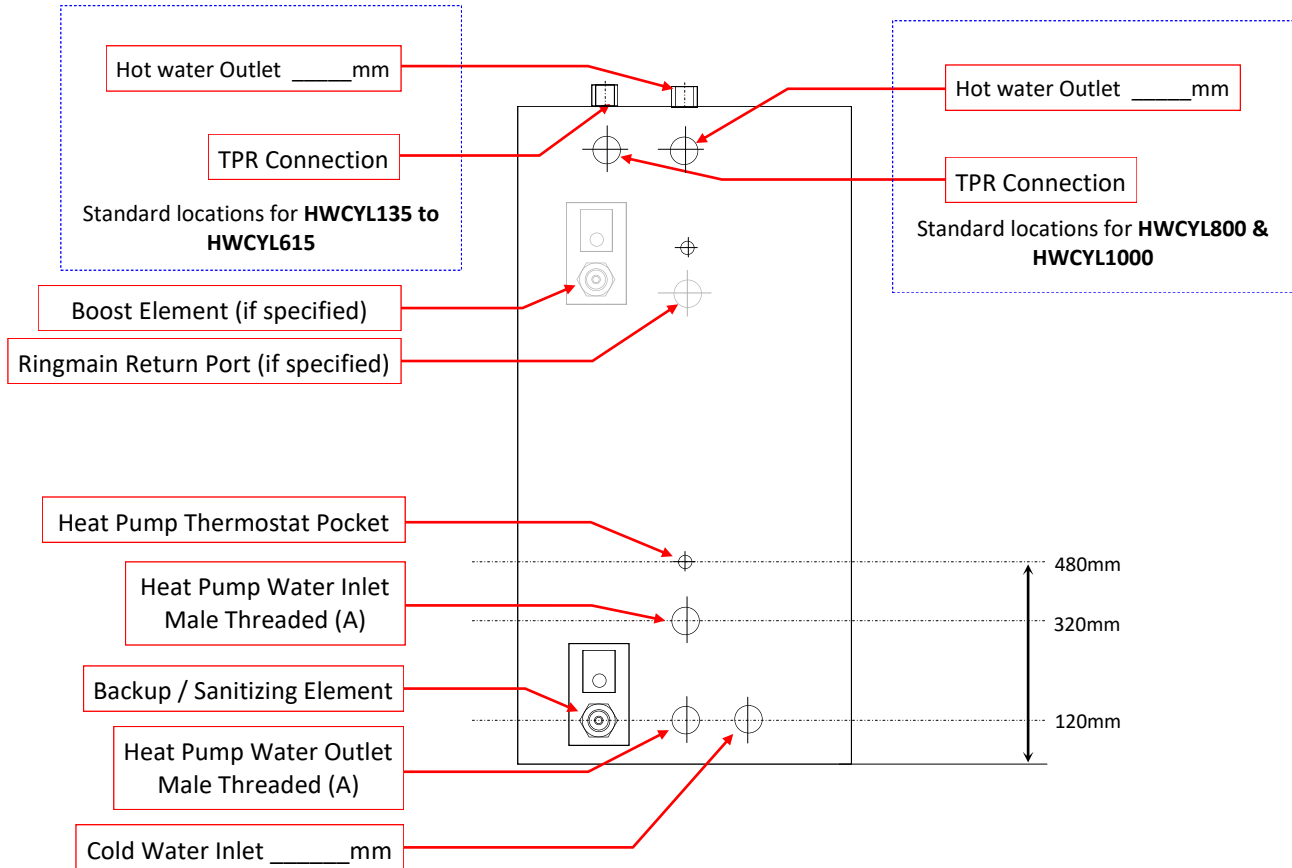 Hot water Outlet _____mm
TPR Connection
Standard locations for HWCYL135 to
HWCYL615
Hot water Outlet _____mm
TPR Connection
Standard locations for HWCYL800 &
HWCYL1000
Boost Element (if specified)
Ringmain Return Port (if specified)
Heat Pump Thermostat Pocket
480mm
Heat Pump Water Inlet
Male Threaded (A)
320mm
Backup / Sanitizing Element
120mm
Heat Pump Water Outlet
Male Threaded (A)
Cold Water Inlet ______mm